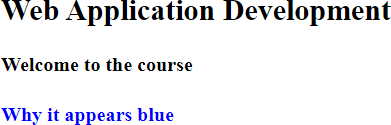 Web Application Development
Welcome to the course
Why it appears blue